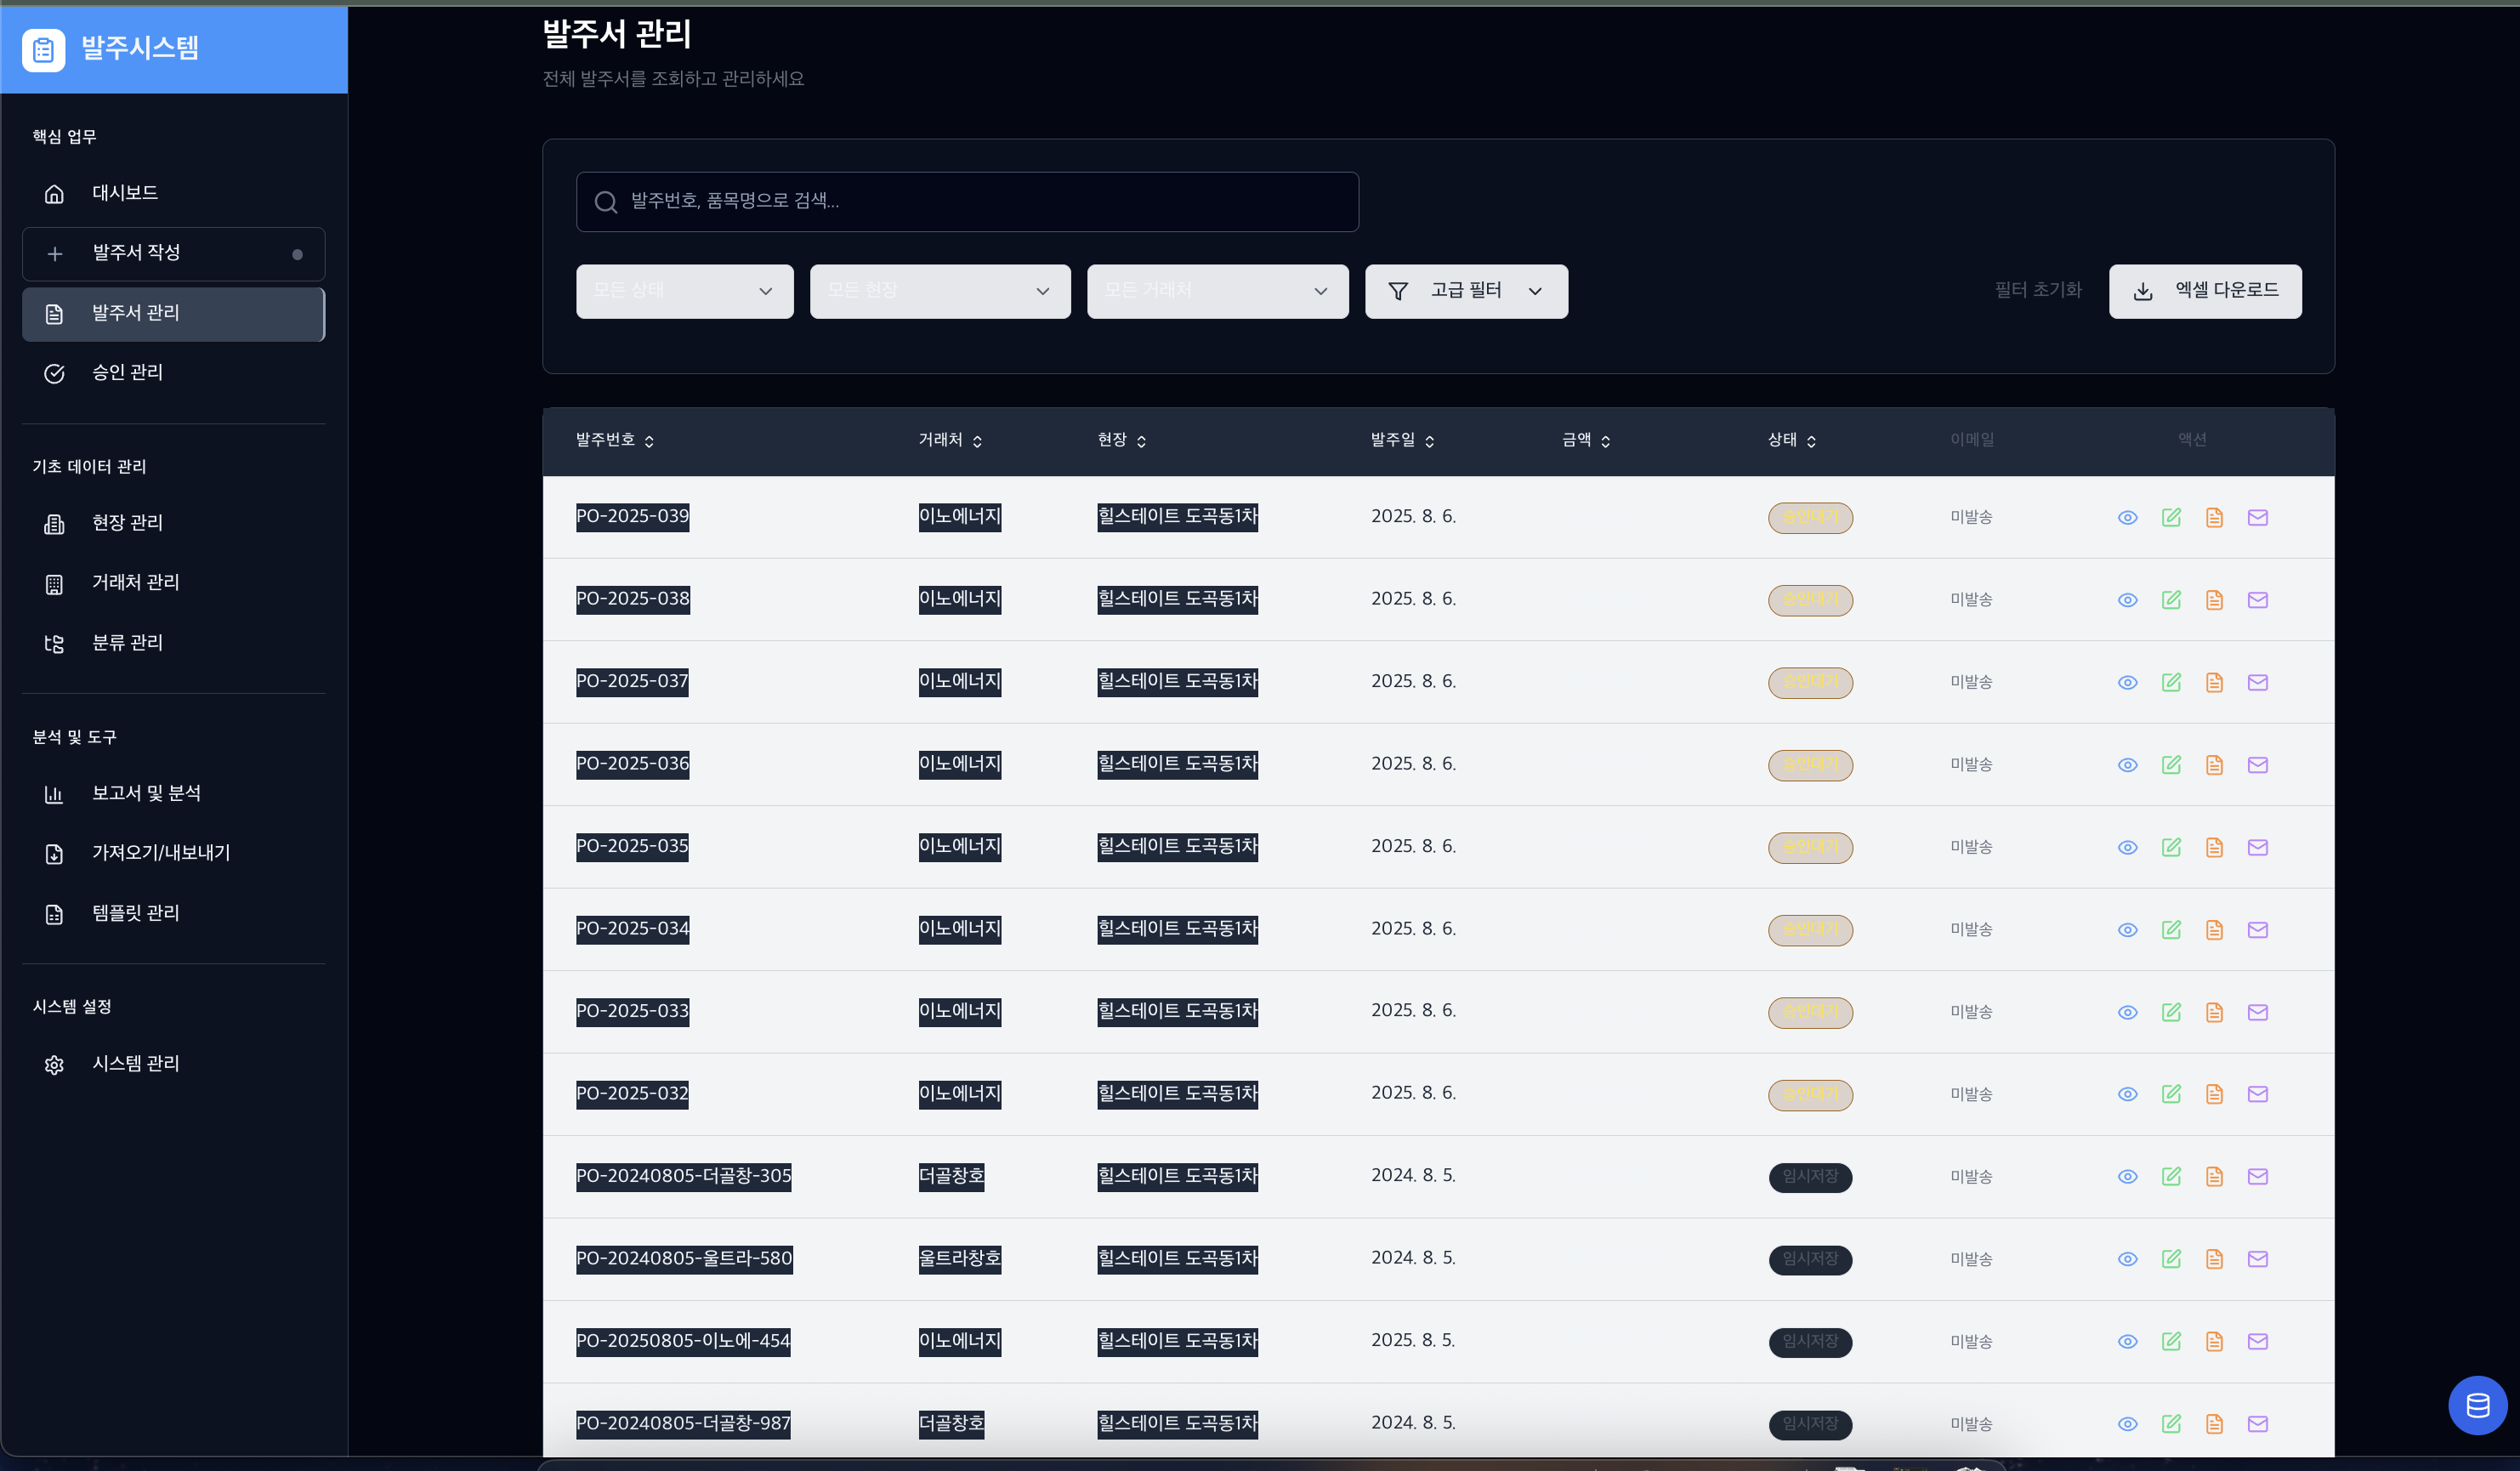 발주시스템
핵심 업무
대시보드
발주서 작성
발주서 관리
승인 관리
기초 데이터 관리
현장 관리
거래처 관리
분류 관리
분석 및 도구
보고서 및 분석
가져오기/내보내기
템플릿 관리
시스템 설정
시스템 관리
발주서 관리
전체 발주서를 조회하고 관리하세요
발주번호, 품목명으로 검색...
모든 상태 모든 현장 모든 거래처 고급 필터 필터 초기화 엑셀 다운로드
발주번호 거래처 현장 발주일 금액 상태 이메일 액션
PO-2025-039 이노에너지 힐스테이트 도곡동1차 2025. 8. 6. 승인대기 미발송
PO-2025-038 이노에너지 힐스테이트 도곡동1차 2025. 8. 6. 승인대기 미발송
PO-2025-037 이노에너지 힐스테이트 도곡동1차 2025. 8. 6. 승인대기 미발송
PO-2025-036 이노에너지 힐스테이트 도곡동1차 2025. 8. 6. 승인대기 미발송
PO-2025-035 이노에너지 힐스테이트 도곡동1차 2025. 8. 6. 승인대기 미발송
PO-2025-034 이노에너지 힐스테이트 도곡동1차 2025. 8. 6. 승인대기 미발송
PO-2025-033 이노에너지 힐스테이트 도곡동1차 2025. 8. 6. 승인대기 미발송
PO-2025-032 이노에너지 힐스테이트 도곡동1차 2025. 8. 6. 승인대기 미발송
PO-20240805-더골창-305 더골창호 힐스테이트 도곡동1차 2024. 8. 5. 임시저장 미발송
PO-20240805-울트라-580 울트라창호 힐스테이트 도곡동1차 2024. 8. 5. 임시저장 미발송
PO-20250805-이노에-454 이노에너지 힐스테이트 도곡동1차 2025. 8. 5. 임시저장 미발송
PO-20240805-더골창-987 더골창호 힐스테이트 도곡동1차 2024. 8. 5. 임시저장 미발송